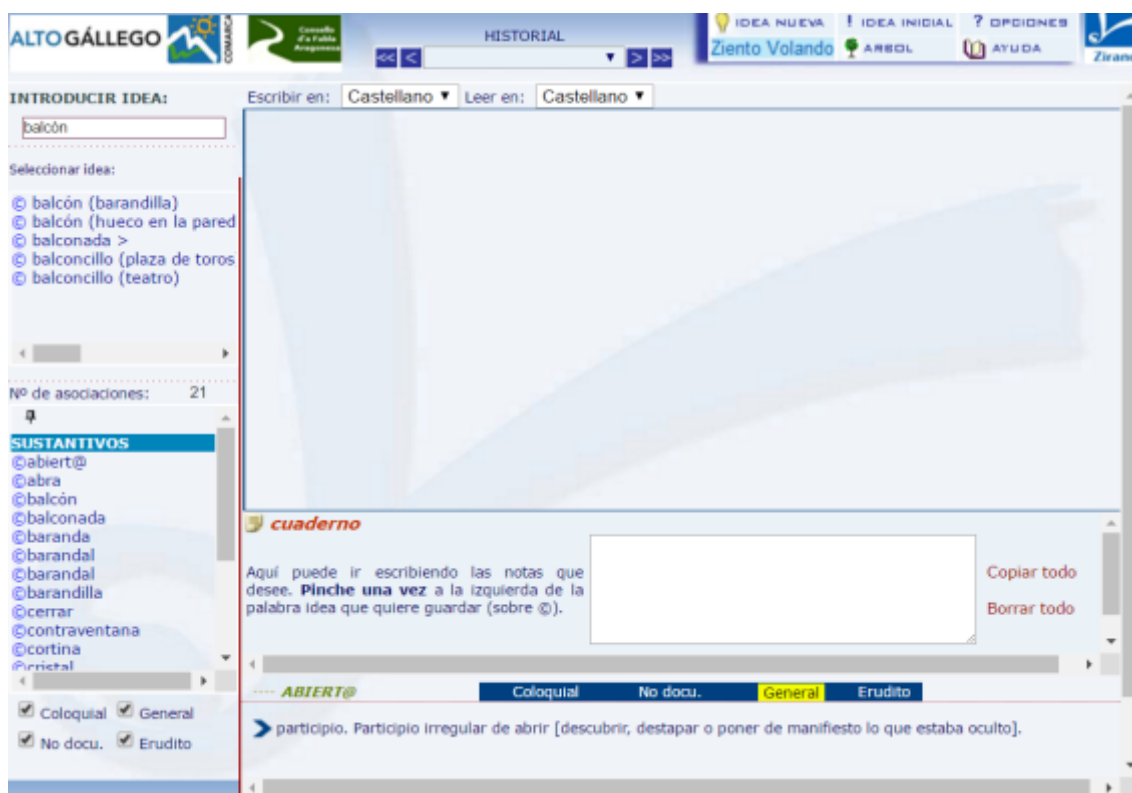 ALTO GÁLLEGO
COMARCA
Consello
d'a Fabla
Aragonesa
HISTORIAL
<< <
> >>
IDEA NUEVA ! IDEA INICIAL ? OPCIONES
Ziento Volando ARBOL AYUDA
INTRODUCIR IDEA:
Escribir en: Castellano Leer en: Castellano
balcón
Seleccionar idea:
© balcón (barandilla)
© balcón (hueco en la pared
© balconada >
© balconcillo (plaza de toros
© balconcillo (teatro)
Nº de asociaciones: 21
SUSTANTIVOS
©abiert@
©abra
©balcón
©balconada
©baranda
©barandal
©barandal
©barandilla
©cerrar
©contraventana
©cortina
©cristal
Coloquial General
No docu. Erudito
cuaderno
Aquí puede ir escribiendo las notas que
desee. Pinche una vez a la izquierda de la
palabra idea que quiere guardar (sobre ©).
Copiar todo
Borrar todo
---- ABIERT@ Coloquial No docu. General Erudito
participio. Participio irregular de abrir [descubrir, destapar o poner de manifiesto lo que estaba oculto].